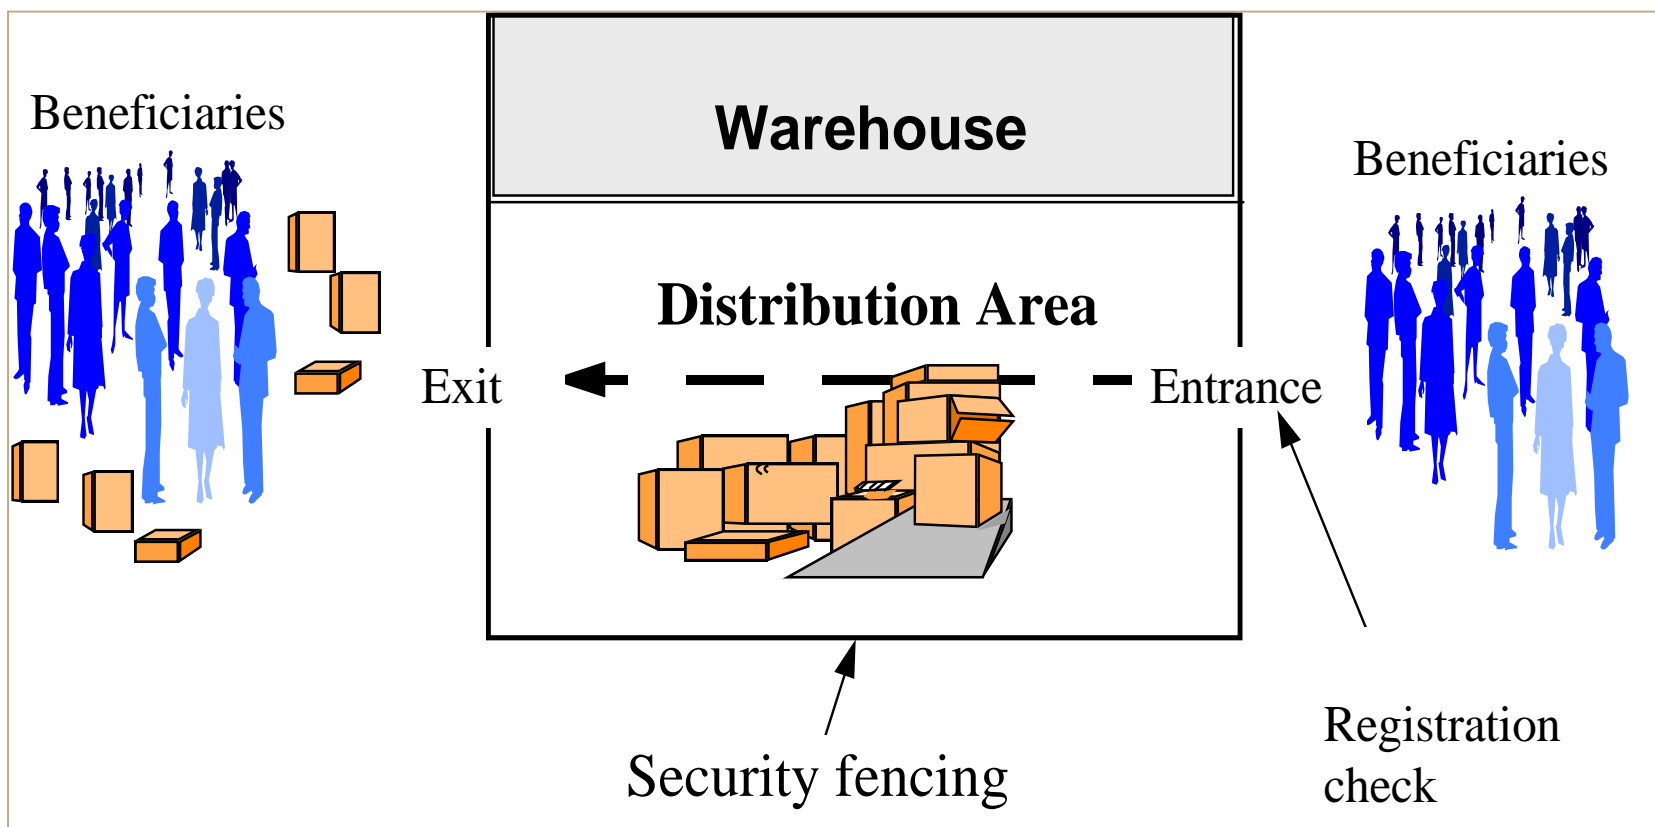 Warehouse
Beneficiaries
Beneficiaries
Distribution Area
Exit
Entrance
Security fencing
Registration
check